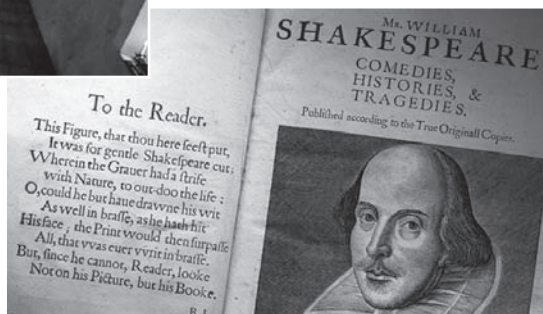 To the Reader.
This Figure, that thou here ſeeſt put,
It was for gentle Shakeſpeare cut;
Wherein the Grauer had a ſtrife
with Nature, to out-doo the life :
O, could he but haue drawne his wit
As well in braſſe, as he hath hit
His face ; the Print would then ſurpaſſe
All, that vvas euer vvrit in braſſe.
But, ſince he cannot, Reader, looke
Not on his Picture, but his Booke.
B. I.
Mr. WILLIAM
SHAKESPEARE
COMEDIES,
HISTORIES, &
TRAGEDIES.
Publiſhed according to the True Originall Copies.